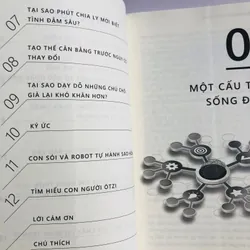 07
TẠI SAO PHÚT CHIA LY MỚI BIẾT
TÌNH ĐẬM SÂU?
08
TẠO THẾ CÂN BẰNG TRƯỚC
THAY ĐỔI
09
TẠI SAO DẠY DỖ NHỮNG CHÚ CHÓ
GIÀ LẠI KHÓ KHĂN HƠN?
10
KÝ ỨC
11
CON SÓI VÀ ROBOT TỰ HÀNH SAO
12
TÌM HIỂU CON NGƯỜI ÖTZI
LỜI CẢM ƠN
CHÚ THÍCH
0
MỘT CẤU T
SỐNG Đ